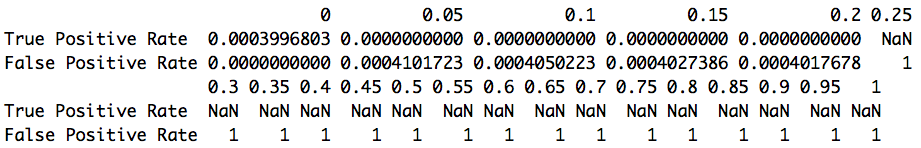 0 0.05 0.1 0.15 0.2 0.25
True Positive Rate 0.0003996803 0.0000000000 0.0000000000 0.0000000000 0.0000000000 NaN
False Positive Rate 0.0000000000 0.0004101723 0.0004050223 0.0004027386 0.0004017678 1
0.3 0.35 0.4 0.45 0.5 0.55 0.6 0.65 0.7 0.75 0.8 0.85 0.9 0.95 1
True Positive Rate NaN NaN NaN NaN NaN NaN NaN NaN NaN NaN NaN NaN NaN NaN NaN
False Positive Rate 1 1 1 1 1 1 1 1 1 1 1 1 1 1 1